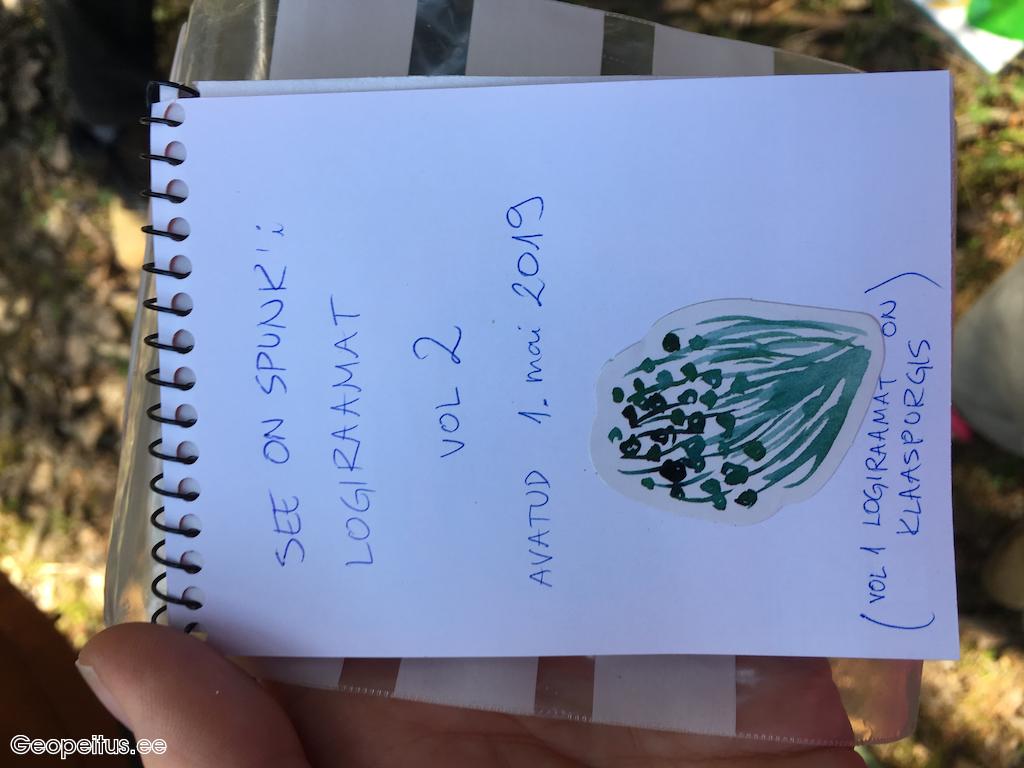 SEE ON SPUNK'i
LOGIRAAMAT
VOL 2
AVATUD 1. mai 2019
(VOL 1 LOGIRAAMAT ON
KLAASPURGIS)
Geopeitus.ee